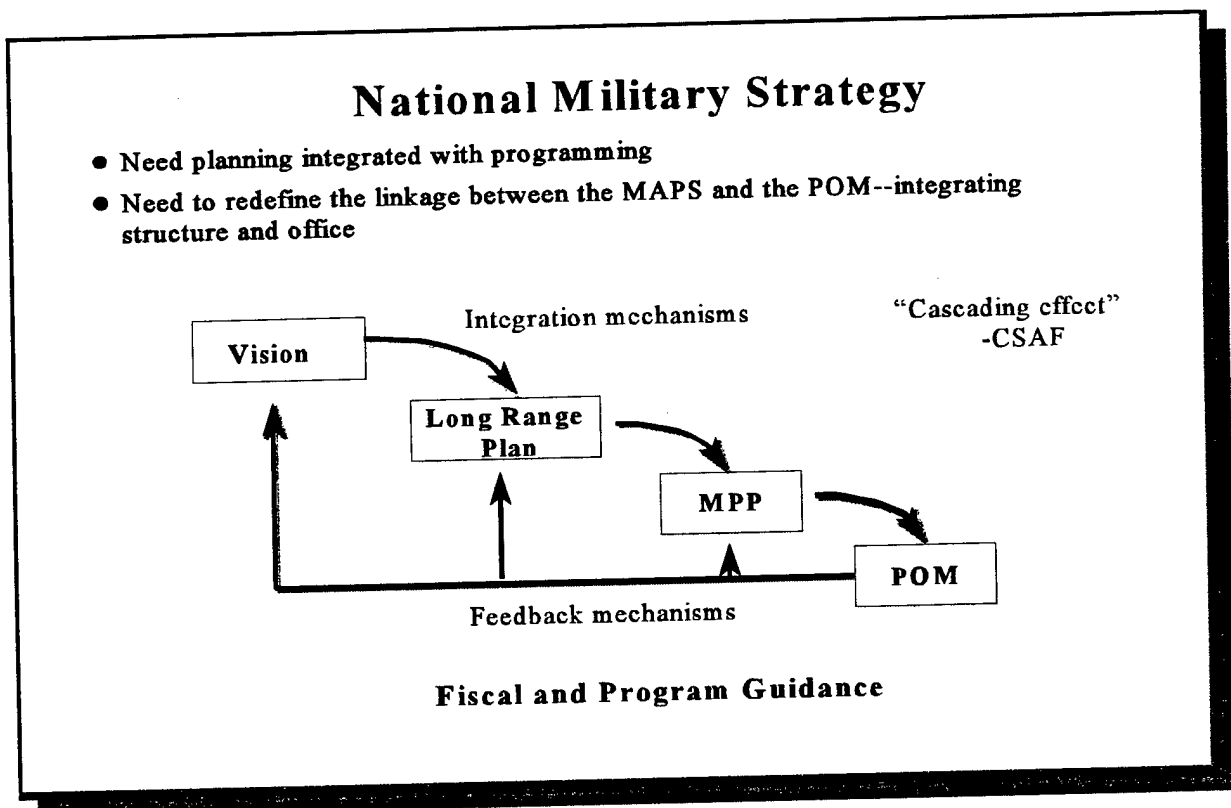 National Military Strategy
● Need planning integrated with programming
● Need to redefine the linkage between the MAPS and the POM--integrating
structure and office
Integration mechanisms
“Cascading effect”
-CSAF
Vision
Long Range
Plan
MPP
POM
Feedback mechanisms
Fiscal and Program Guidance